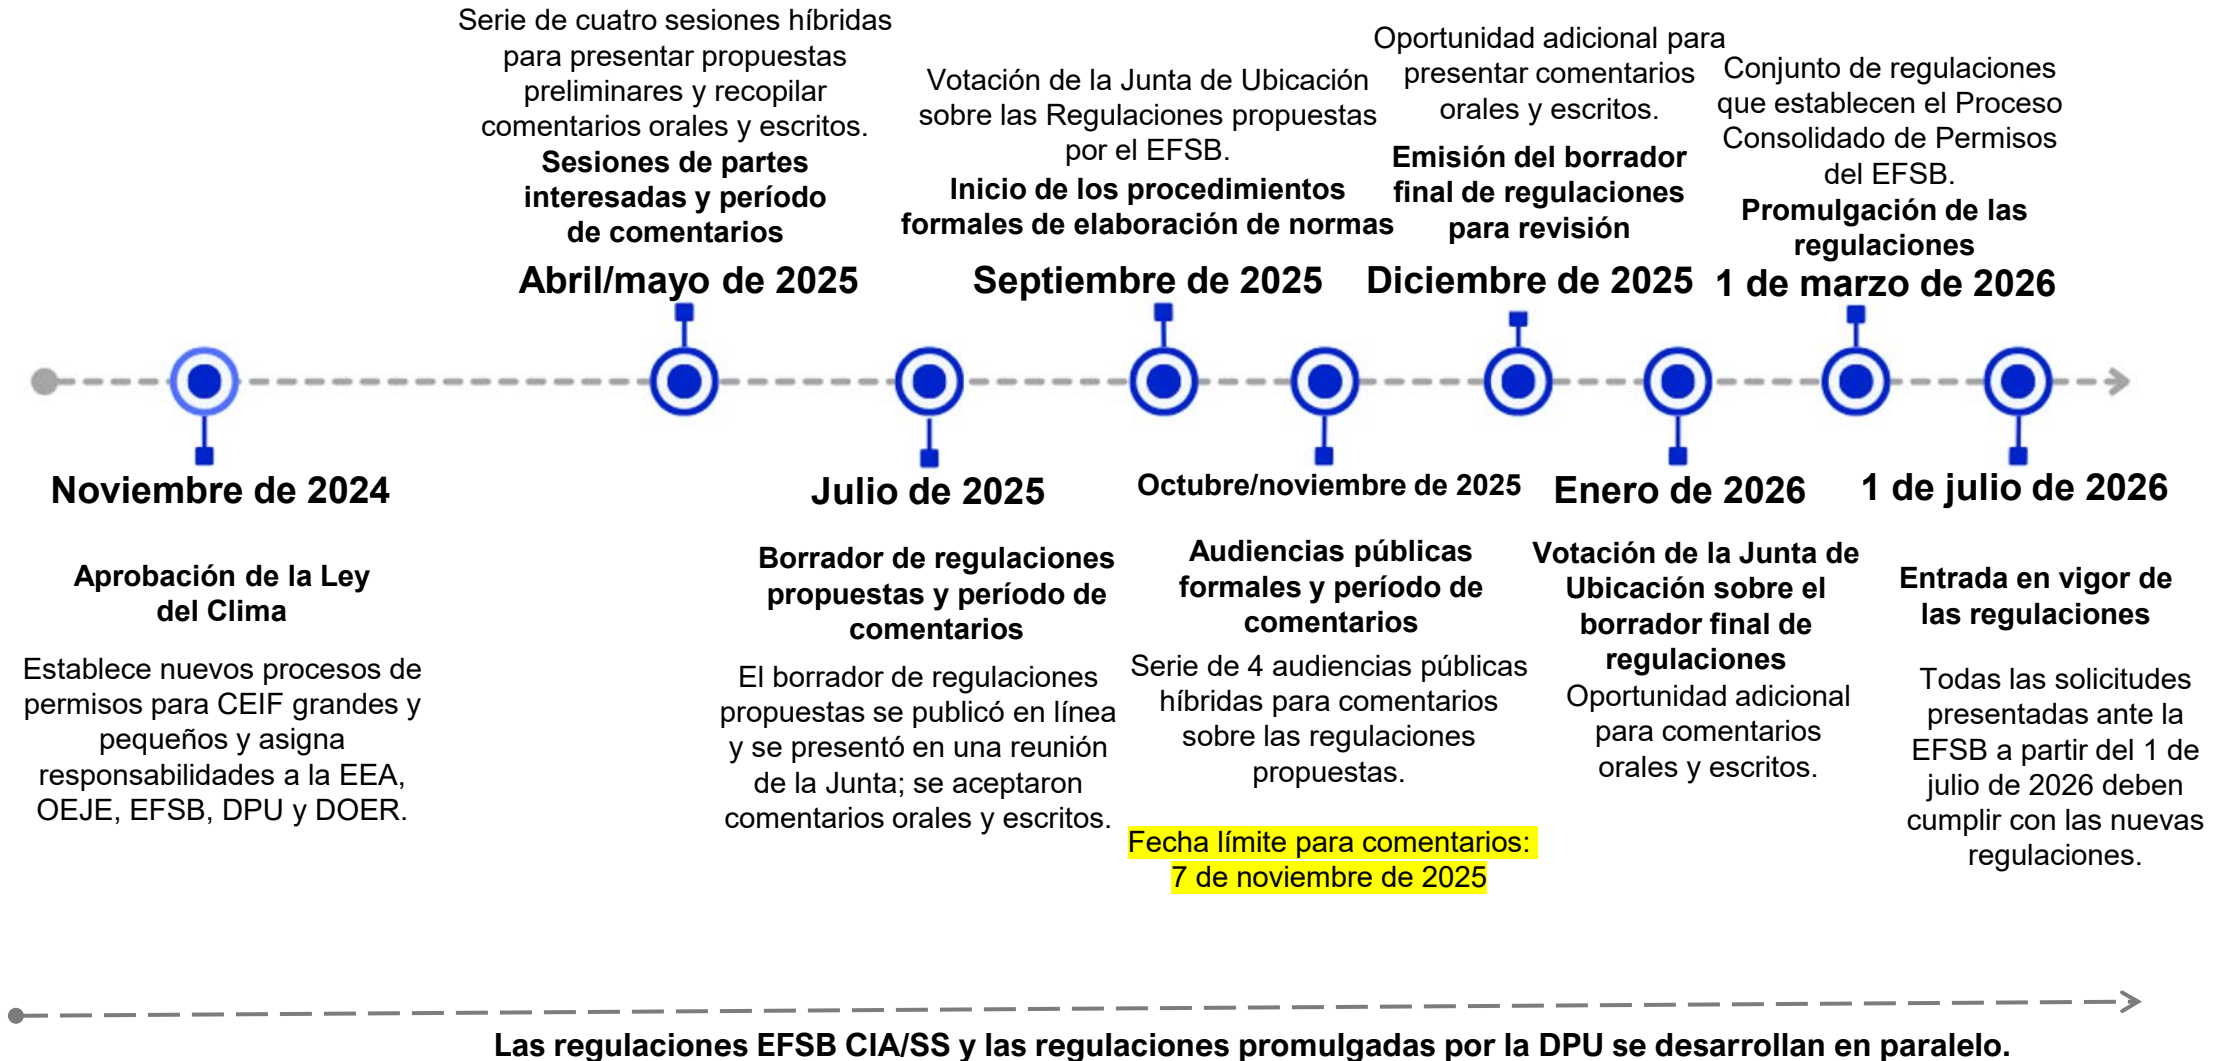 Serie de cuatro sesiones híbridas
para presentar propuestas
preliminares y recopilar
comentarios orales y escritos.
Sesiones de partes
interesadas y período
de comentarios
Abril/mayo de 2025
Votación de la Junta de Ubicación
sobre las Regulaciones propuestas
por el EFSB.
Inicio de los procedimientos
formales de elaboración de normas
Septiembre de 2025
Oportunidad adicional para
presentar comentarios
orales y escritos.
Emisión del borrador
final de regulaciones
para revisión
Diciembre de 2025
Conjunto de regulaciones
que establecen el Proceso
Consolidado de Permisos
del EFSB.
Promulgación de las
regulaciones
1 de marzo de 2026
Noviembre de 2024
Aprobación de la Ley
del Clima
Establece nuevos procesos de
permisos para CEIF grandes y
pequeños y asigna
responsabilidades a la EEA,
OEJE, EFSB, DPU y DOER.
Julio de 2025
Borrador de regulaciones
propuestas y período de
comentarios
El borrador de regulaciones
propuestas se publicó en línea
y se presentó en una reunión
de la Junta; se aceptaron
comentarios orales y escritos.
Octubre/noviembre de 2025
Audiencias públicas
formales y período de
comentarios
Serie de 4 audiencias públicas
híbridas para comentarios
sobre las regulaciones
propuestas.
Fecha límite para comentarios:
7 de noviembre de 2025
Enero de 2026
Votación de la Junta de
Ubicación sobre el
borrador final de
regulaciones
Oportunidad adicional
para comentarios
orales y escritos.
1 de julio de 2026
Entrada en vigor de
las regulaciones
Todas las solicitudes
presentadas ante la
EFSB a partir del 1 de
julio de 2026 deben
cumplir con las nuevas
regulaciones.
Las regulaciones EFSB CIA/SS y las regulaciones promulgadas por la DPU se desarrollan en paralelo.